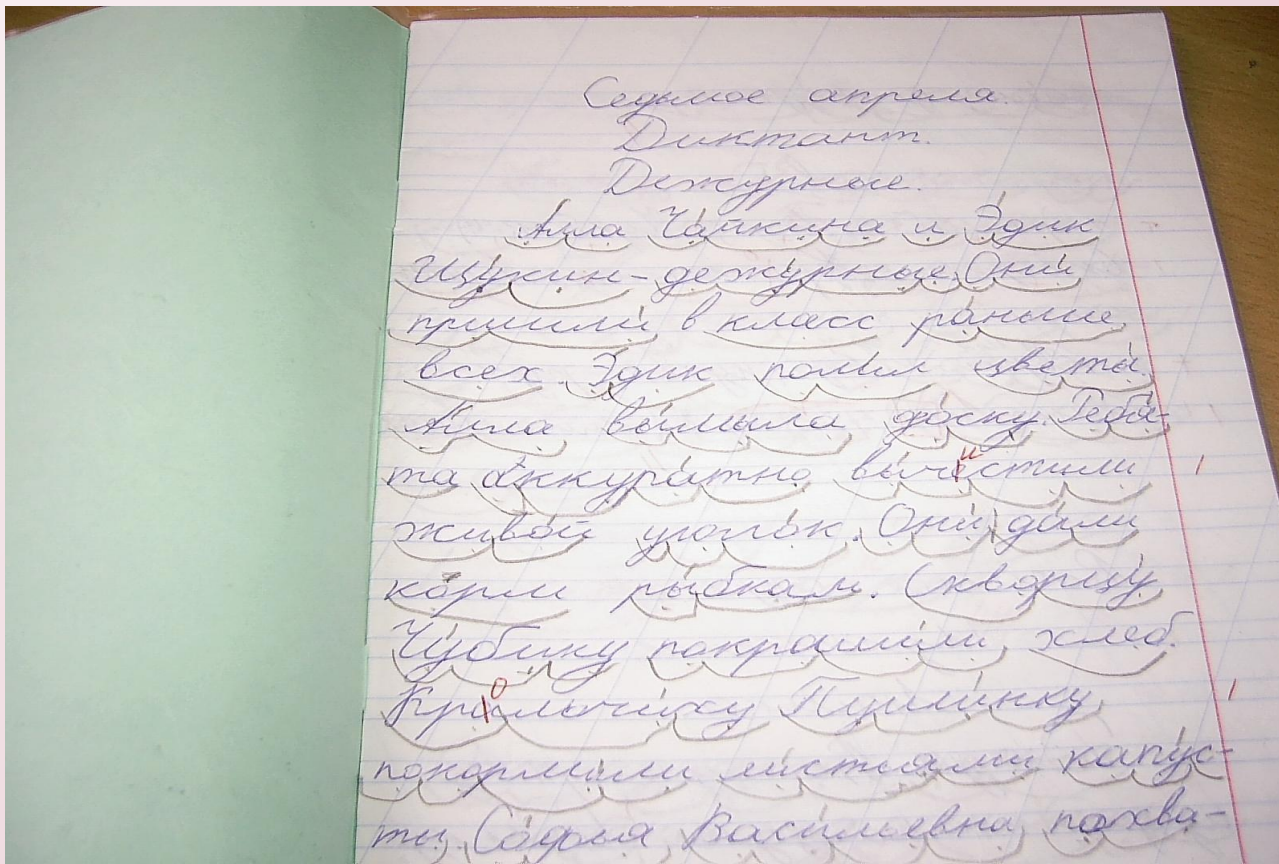 Седьмое апреля.
Диктант.
Дежурные.
Алла Чайкина и Эдик
Щукин-дежурные. Они
пришли в класс раньше
всех. Эдик полил цветы.
Алла вымыла доску. Ребя-
та аккуратно вычестили
живой уголок. Они дали
корм рыбкам. Скворцу
Чубику покрошили хлеб.
Кральчиху Пушинку
покормили листьями капус-
ты. Софья Васильевна похва-